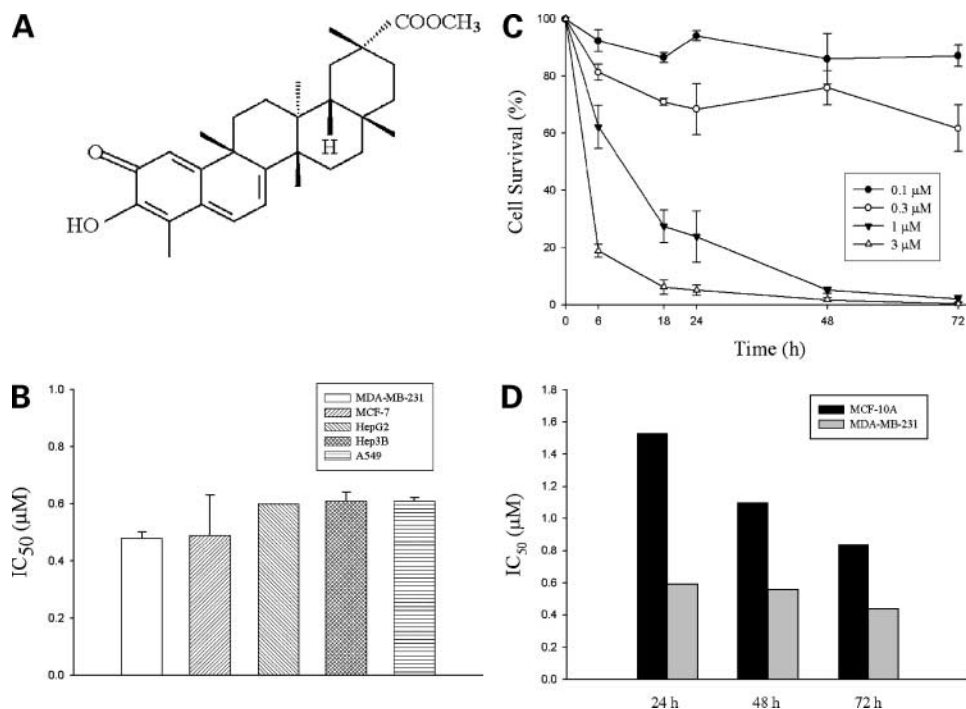 A
COOCH3
H
O
HO
B
IC50 (μM)
1.0
0.8
0.6
0.4
0.2
0.0
MDA-MB-231
MCF-7
HepG2
Hep3B
A549
C
Cell Survival (%)
100
80
60
40
20
0
0 6 18 24 48 72
Time (h)
0.1 μM
0.3 μM
1 μM
3 μM
D
IC50 (μM)
1.8
1.6
1.4
1.2
1.0
0.8
0.6
0.4
0.2
0.0
MCF-10A
MDA-MB-231
24 h 48 h 72 h